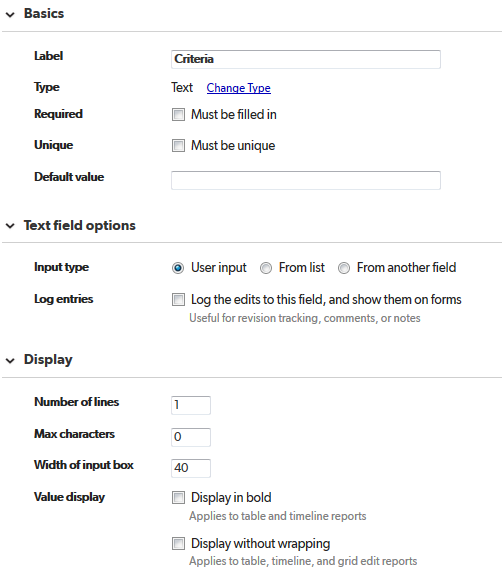 Basics
Label Criteria
Type Text Change Type
Required Must be filled in
Unique Must be unique
Default value
Text field options
Input type User input From list From another field
Log entries Log the edits to this field, and show them on forms
Useful for revision tracking, comments, or notes
Display
Number of lines 1
Max characters 0
Width of input box 40
Value display Display in bold
Applies to table and timeline reports
Display without wrapping
Applies to table, timeline, and grid edit reports